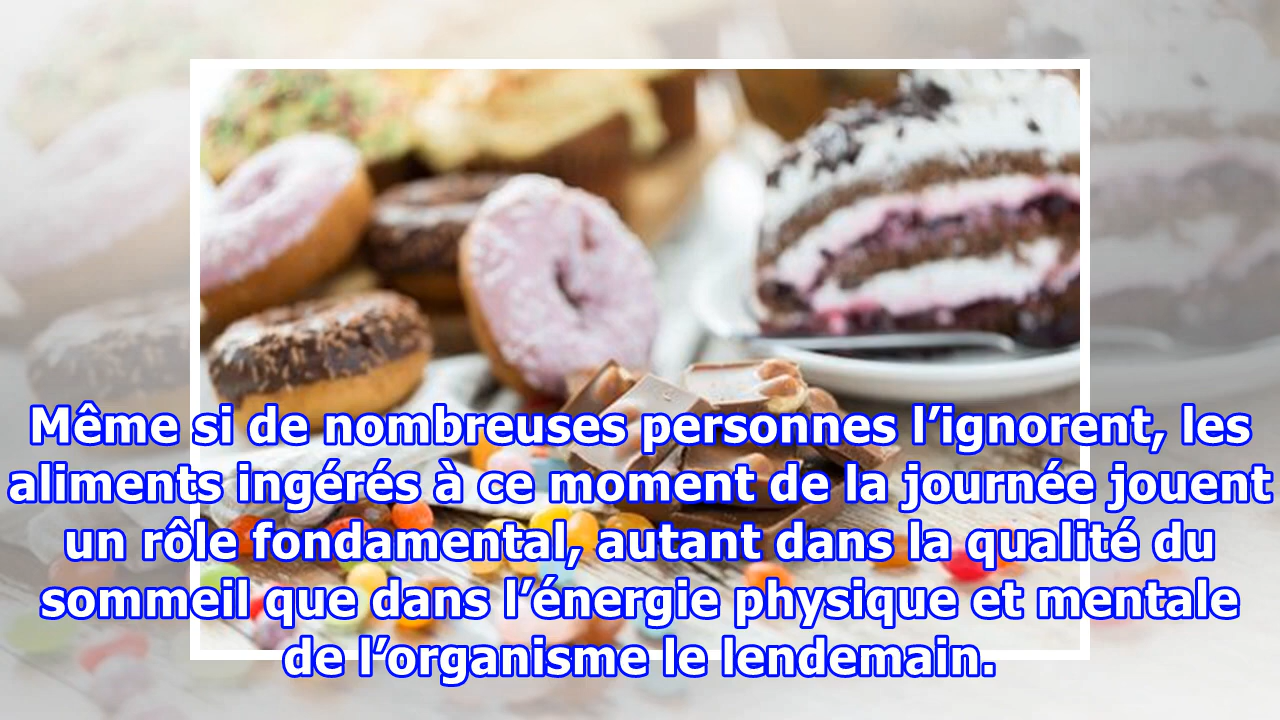 Même si de nombreuses personnes l’ignorent, les
aliments ingérés à ce moment de la journée jouent
un rôle fondamental, autant dans la qualité du
sommeil que dans l’énergie physique et mentale
de l’organisme le lendemain.